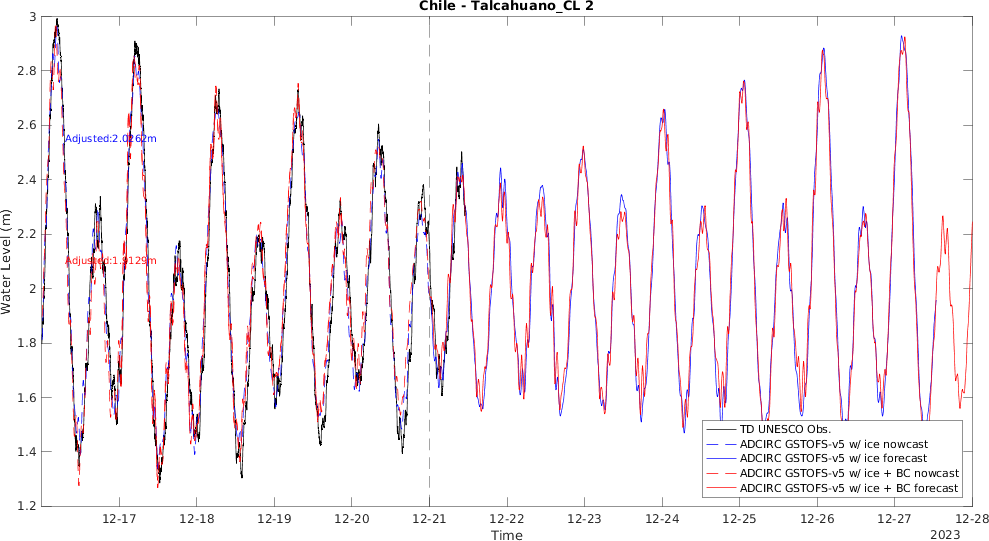 Chile - Talcahuano_CL 2
3
2.8
2.6
2.4
2.2
2
1.8
1.6
1.4
1.2
Water Level (m)
Adjusted:2.0262m
Adjusted:1.9129m
TD UNESCO Obs.
ADCIRC GSTOFS-v5 w/ ice nowcast
ADCIRC GSTOFS-v5 w/ ice forecast
ADCIRC GSTOFS-v5 w/ ice + BC nowcast
ADCIRC GSTOFS-v5 w/ ice + BC forecast
12-17 12-18 12-19 12-20 12-21 12-22 12-23 12-24 12-25 12-26 12-27 12-28
Time
2023